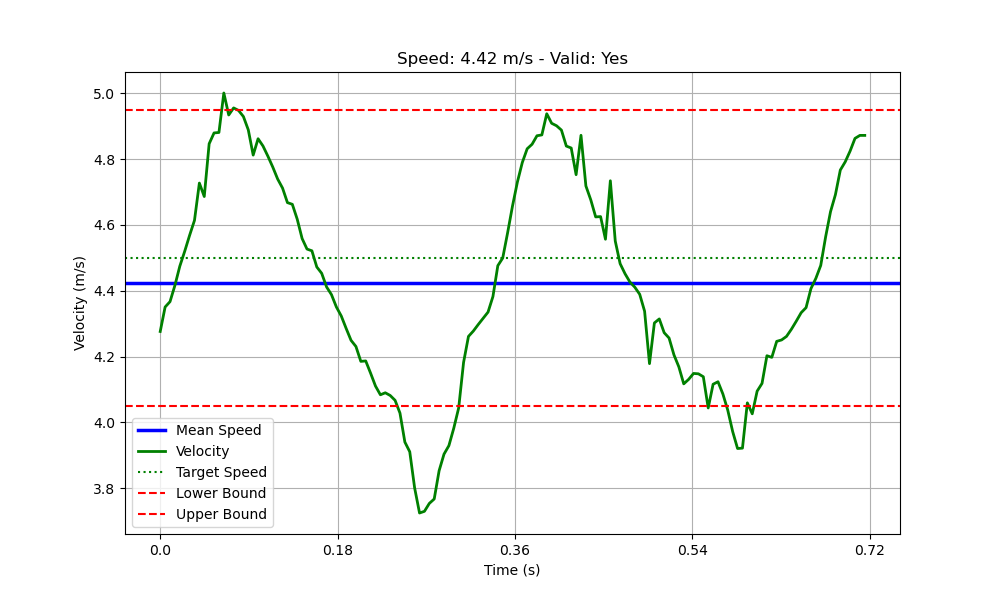 Speed: 4.42 m/s - Valid: Yes
Velocity (m/s)
5.0
4.8
4.6
4.4
4.2
4.0
3.8
Mean Speed
Velocity
Target Speed
Lower Bound
Upper Bound
0.0 0.18 0.36 0.54 0.72
Time (s)